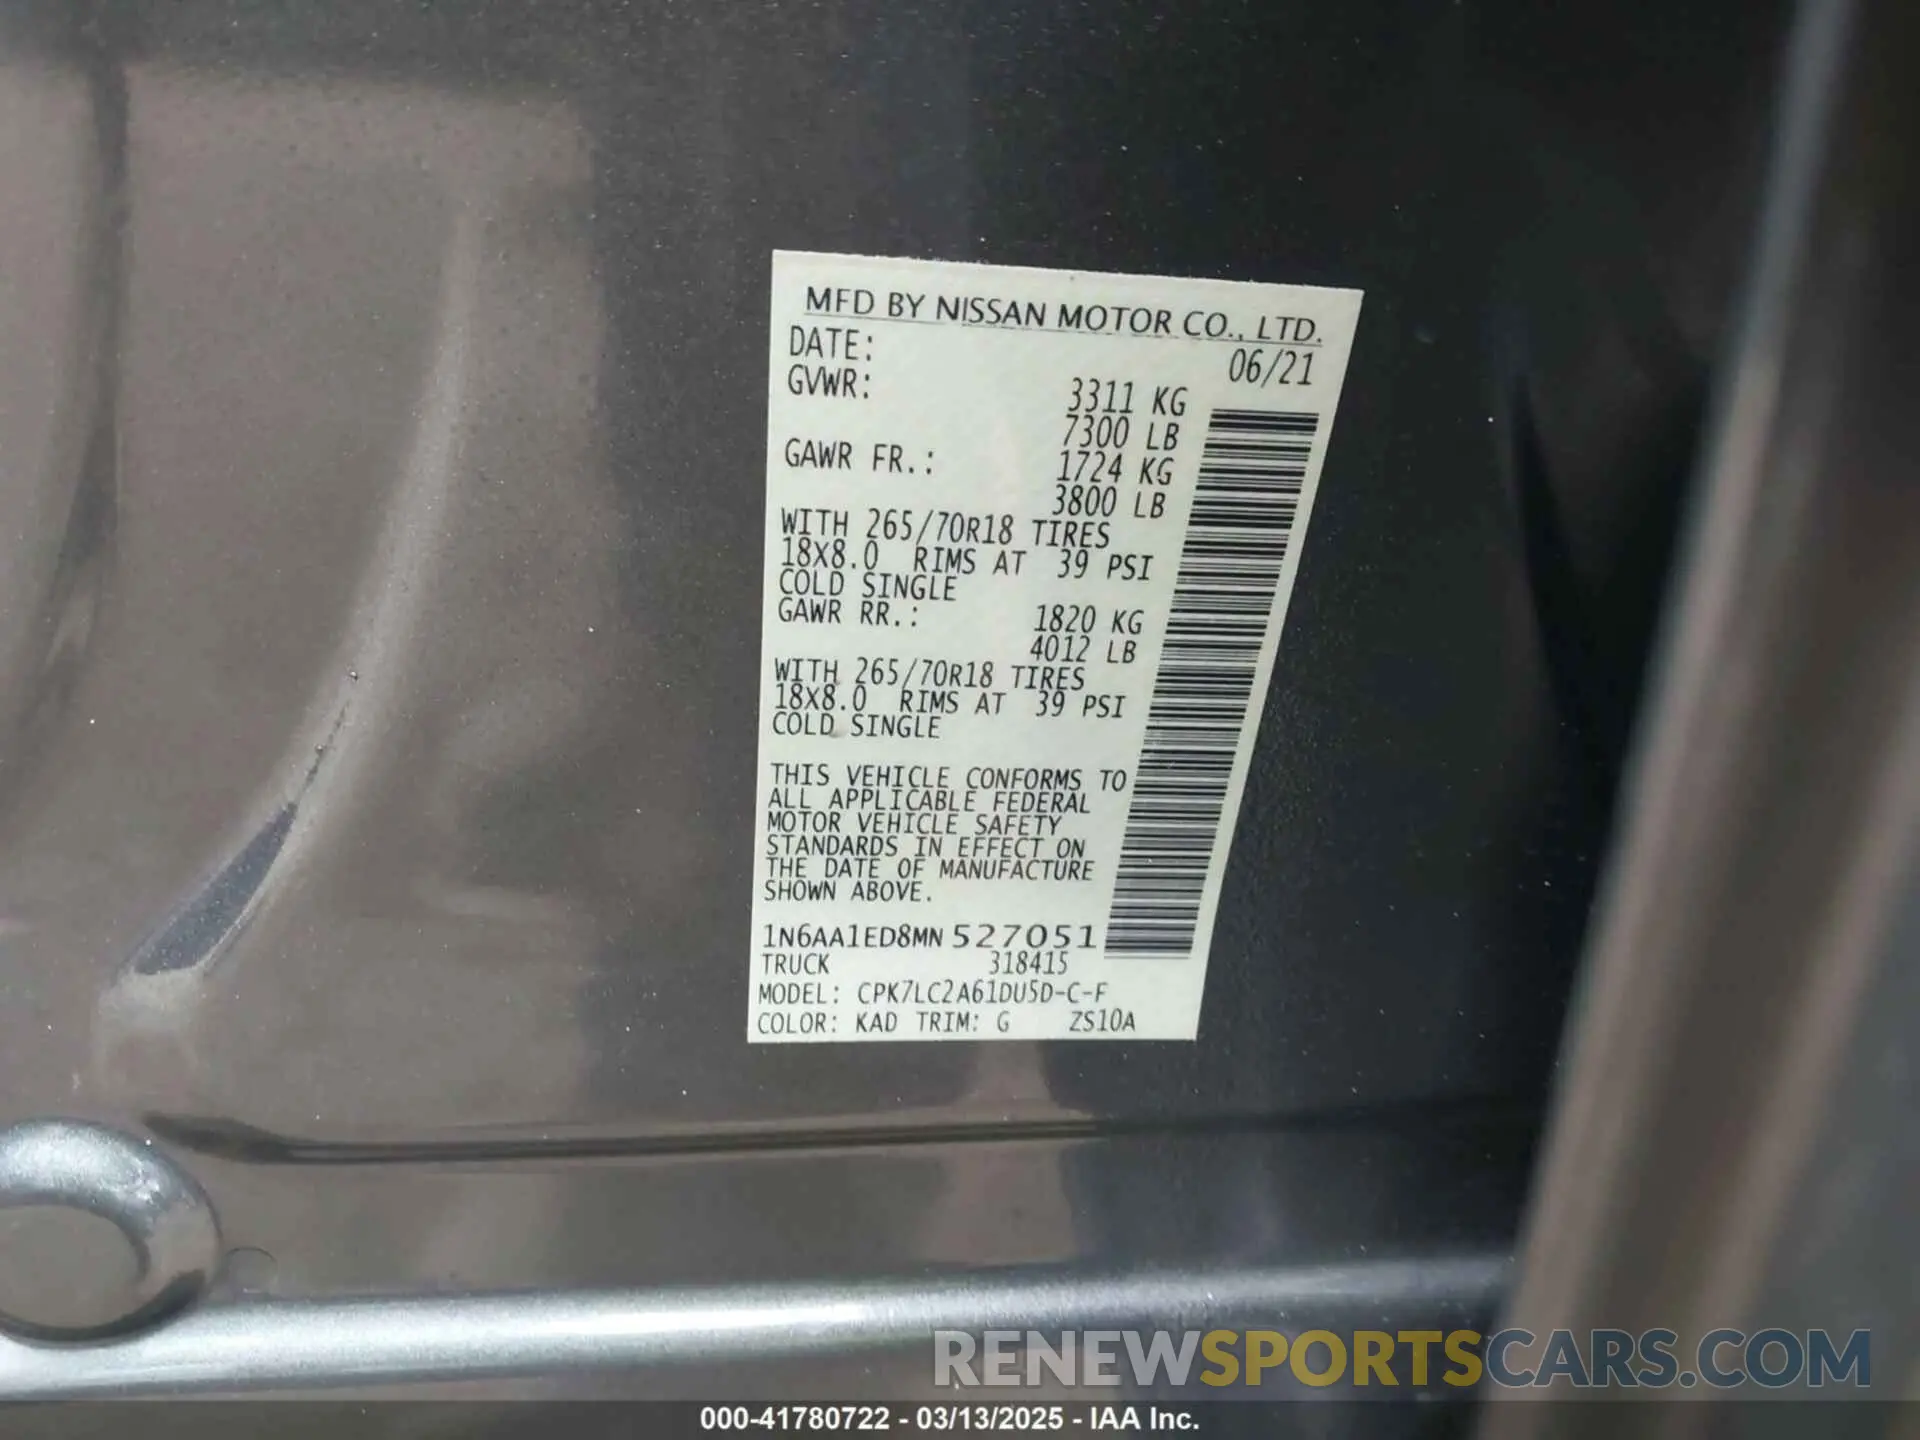 MFD BY NISSAN MOTOR CO., LTD.
DATE: 06/21
GVWR: 3311 KG
7300 LB
GAWR FR.: 1724 KG
3800 LB
WITH 265/70R18 TIRES
18X8.0 RIMS AT 39 PSI
COLD SINGLE
GAWR RR.: 1820 KG
4012 LB
WITH 265/70R18 TIRES
18X8.0 RIMS AT 39 PSI
COLD SINGLE
THIS VEHICLE CONFORMS TO
ALL APPLICABLE FEDERAL
MOTOR VEHICLE SAFETY
STANDARDS IN EFFECT ON
THE DATE OF MANUFACTURE
SHOWN ABOVE.
1N6AA1ED8MN527051
TRUCK 318415
MODEL: CPK7LC2A61DU5D-C-F
COLOR: KAD TRIM: G ZS10A
RENEWSPORTSCARS.COM
000-41780722 - 03/13/2025 - IAA Inc.